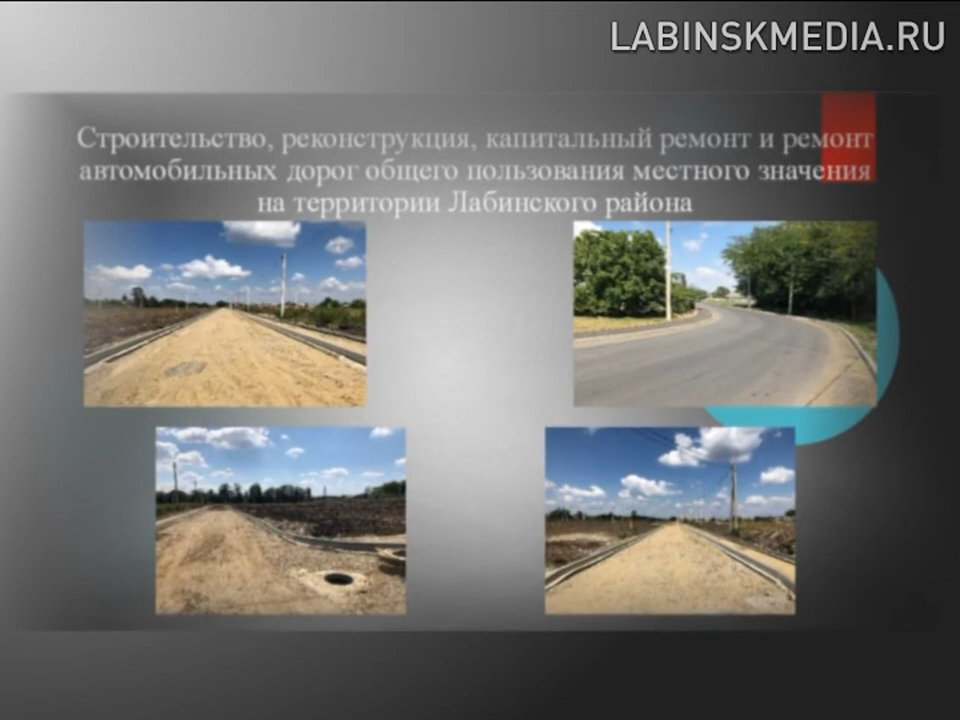 LABINSKMEDIA.RU
Строительство, реконструкция, капитальный ремонт и ремонт
автомобильных дорог общего пользования местного значения
на территории Лабинского района